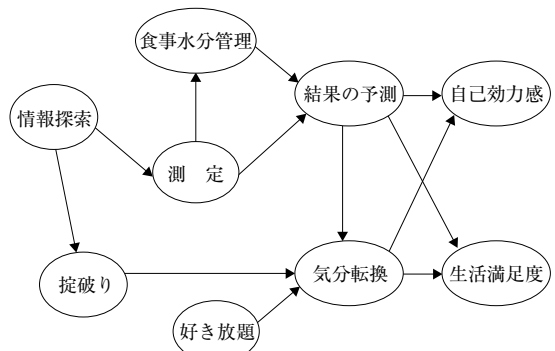 食事水分管理
結果の予測
自己効力感
情報探索
測　定
掟破り
気分転換
生活満足度
好き放題